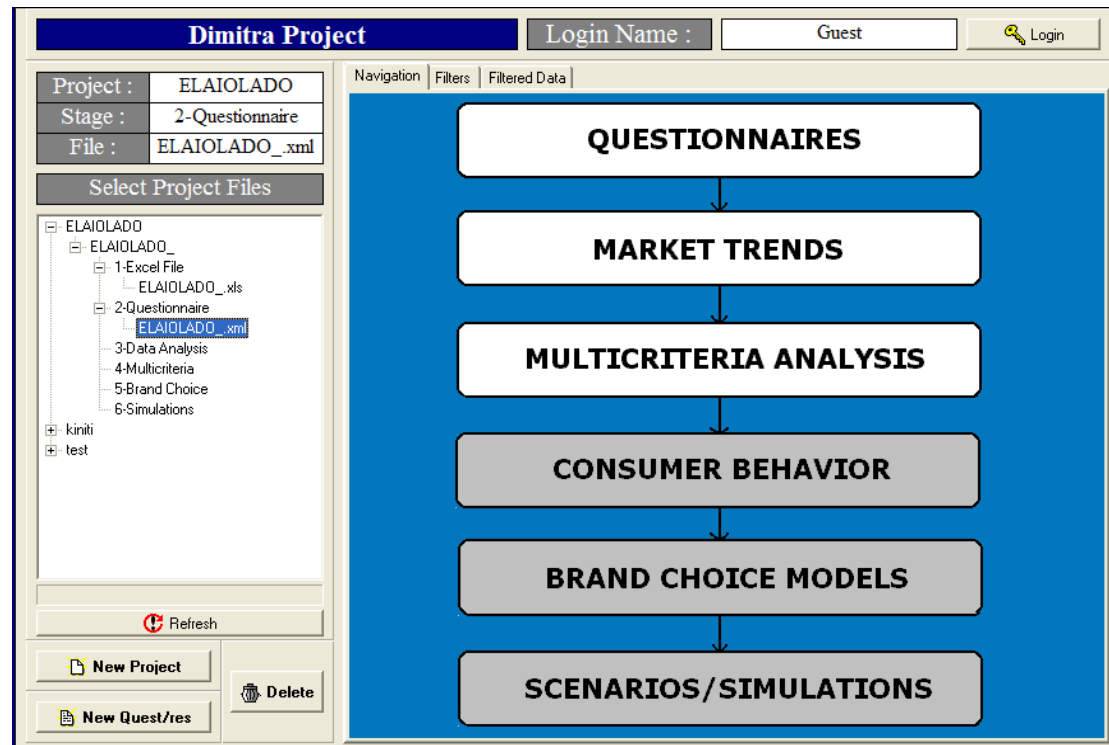 Dimitra Project
Login Name :
Guest
Login
Project :
ELAIOLADO
Stage :
2-Questionnaire
File :
ELAIOLADO_.xml
Select Project Files
ELAIOLADO
ELAIOLADO_
1-Excel File
ELAIOLADO_.xls
2-Questionnaire
ELAIOLADO_.xml
3-Data Analysis
4-Multicriteria
5-Brand Choice
6-Simulations
kiniti
test
Refresh
New Project
New Quest/res
Delete
Navigation
Filters
Filtered Data
QUESTIONNAIRES
MARKET TRENDS
MULTICRITERIA ANALYSIS
CONSUMER BEHAVIOR
BRAND CHOICE MODELS
SCENARIOS/SIMULATIONS